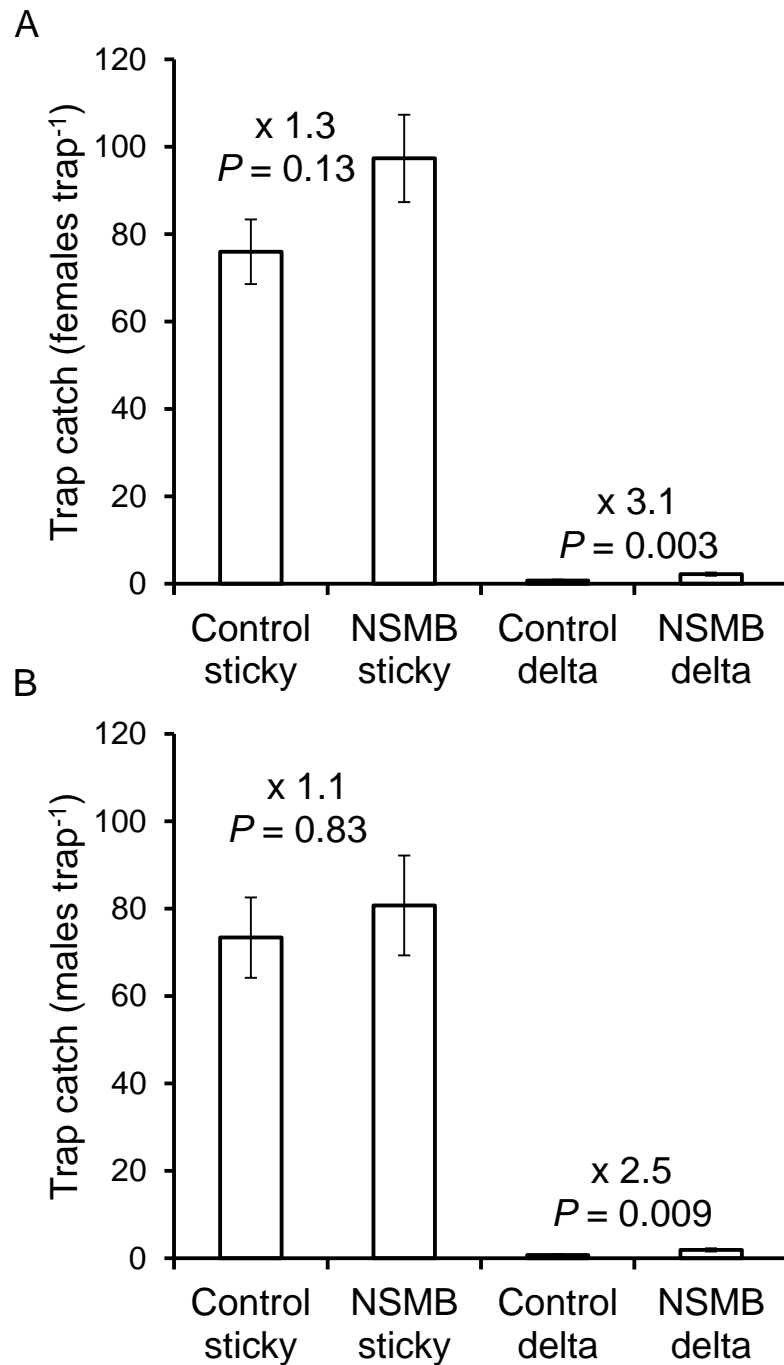 A
Trap catch (females trap⁻¹)
120
100
80
60
40
20
0
x 1.3
P = 0.13
x 3.1
P = 0.003
Control sticky
NSMB sticky
Control delta
NSMB delta
B
Trap catch (males trap⁻¹)
120
100
80
60
40
20
0
x 1.1
P = 0.83
x 2.5
P = 0.009
Control sticky
NSMB sticky
Control delta
NSMB delta